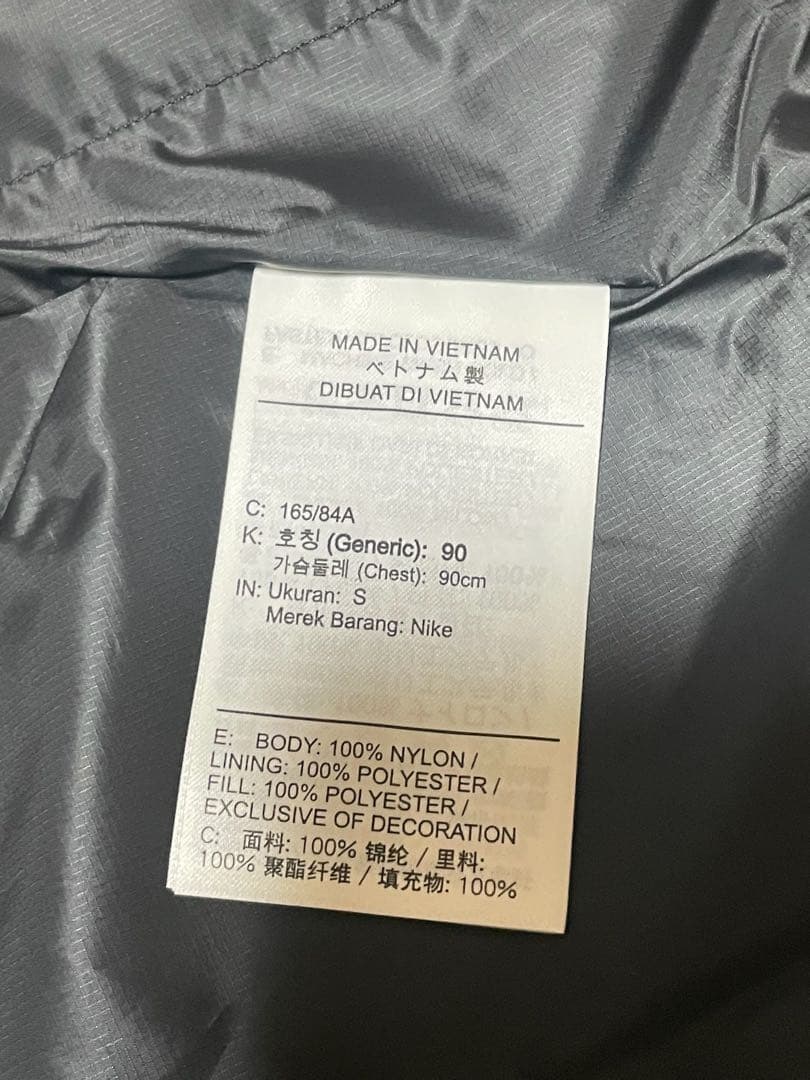 MADE IN VIETNAM
ベトナム製
DIBUAT DI VIETNAM
C: 165/84A
K: 호칭 (Generic): 90
가슴둘레 (Chest): 90cm
IN: Ukuran: S
Merek Barang: Nike
E: BODY: 100% NYLON /
LINING: 100% POLYESTER /
FILL: 100% POLYESTER /
EXCLUSIVE OF DECORATION
C: 面料: 100% 锦纶 / 里料:
100% 聚酯纤维 / 填充物: 100%